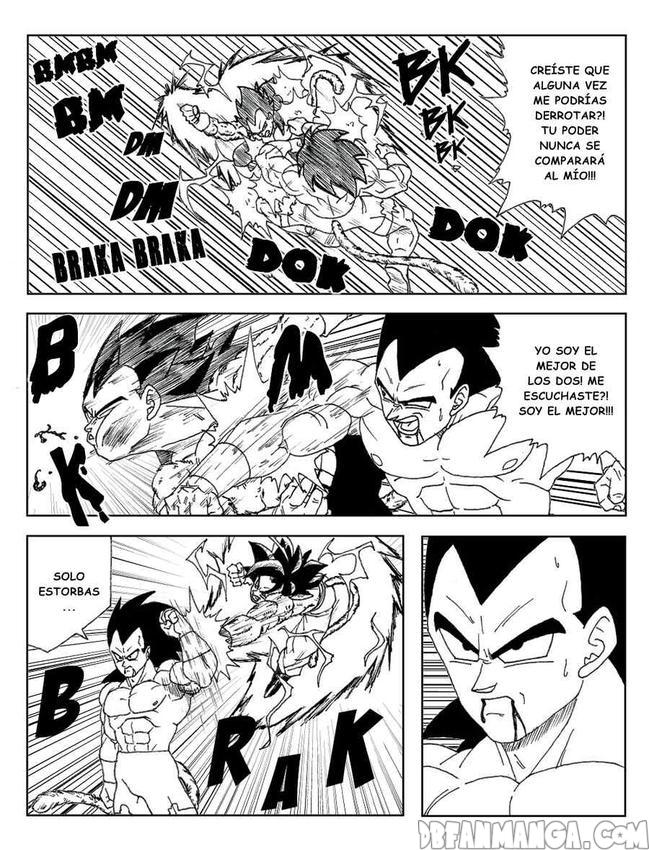 BMBM
BM
DM
DM
BRAKA BRAKA
BK
BK
BK
DOK
DOK
CREÍSTE QUE
ALGUNA VEZ
ME PODRÍAS
DERROTAR?!
TU PODER
NUNCA SE
COMPARARÁ
AL MÍO!!!
B M
K
YO SOY EL
MEJOR DE
LOS DOS! ME
ESCUCHASTE?!
SOY EL MEJOR!!!
SOLO
ESTORBAS
...
BRAK
DBFANMANGA.COM